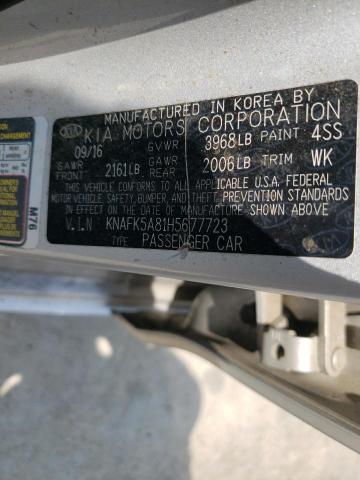 MANUFACTURED IN KOREA BY
KIA KIA MOTORS CORPORATION
09/16 GVWR 3968LB PAINT 4SS
GAWR FRONT 2161LB GAWR REAR 2006LB TRIM WK
THIS VEHICLE CONFORMS TO ALL APPLICABLE U.S.A. FEDERAL
MOTOR VEHICLE SAFETY, BUMPER, AND THEFT PREVENTION STANDARDS
IN EFFECT ON THE DATE OF MANUFACTURE SHOWN ABOVE
V.I.N KNAFK5A81H5677723
TYPE: PASSENGER CAR
M76